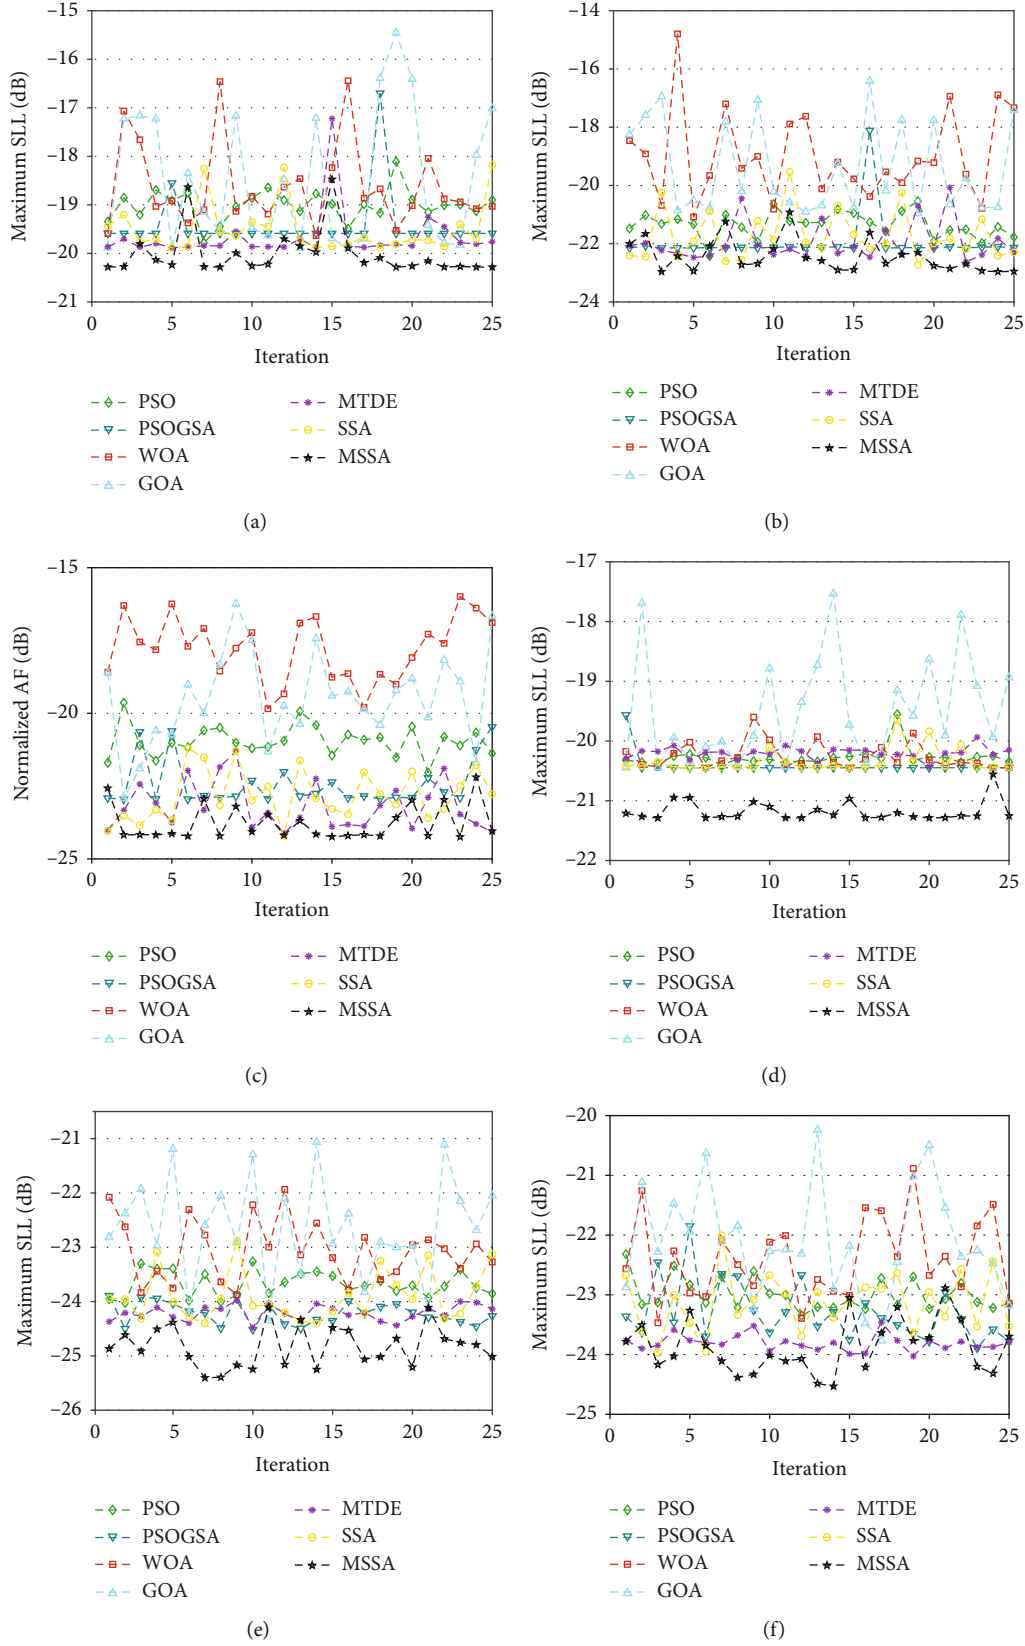 Maximum SLL (dB)
−15
−16
−17
−18
−19
−20
−21
0 5 10 15 20 25
Iteration
PSO
PSOGSA
WOA
GOA
MTDE
SSA
MSSA
(a)
Maximum SLL (dB)
−14
−16
−18
−20
−22
−24
0 5 10 15 20 25
Iteration
PSO
PSOGSA
WOA
GOA
MTDE
SSA
MSSA
(b)
Normalized AF (dB)
−15
−20
−25
0 5 10 15 20 25
Iteration
PSO
PSOGSA
WOA
GOA
MTDE
SSA
MSSA
(c)
Maximum SLL (dB)
−17
−18
−19
−20
−21
−22
0 5 10 15 20 25
Iteration
PSO
PSOGSA
WOA
GOA
MTDE
SSA
MSSA
(d)
Maximum SLL (dB)
−21
−22
−23
−24
−25
−26
0 5 10 15 20 25
Iteration
PSO
PSOGSA
WOA
GOA
MTDE
SSA
MSSA
(e)
Maximum SLL (dB)
−20
−21
−22
−23
−24
−25
0 5 10 15 20 25
Iteration
PSO
PSOGSA
WOA
GOA
MTDE
SSA
MSSA
(f)